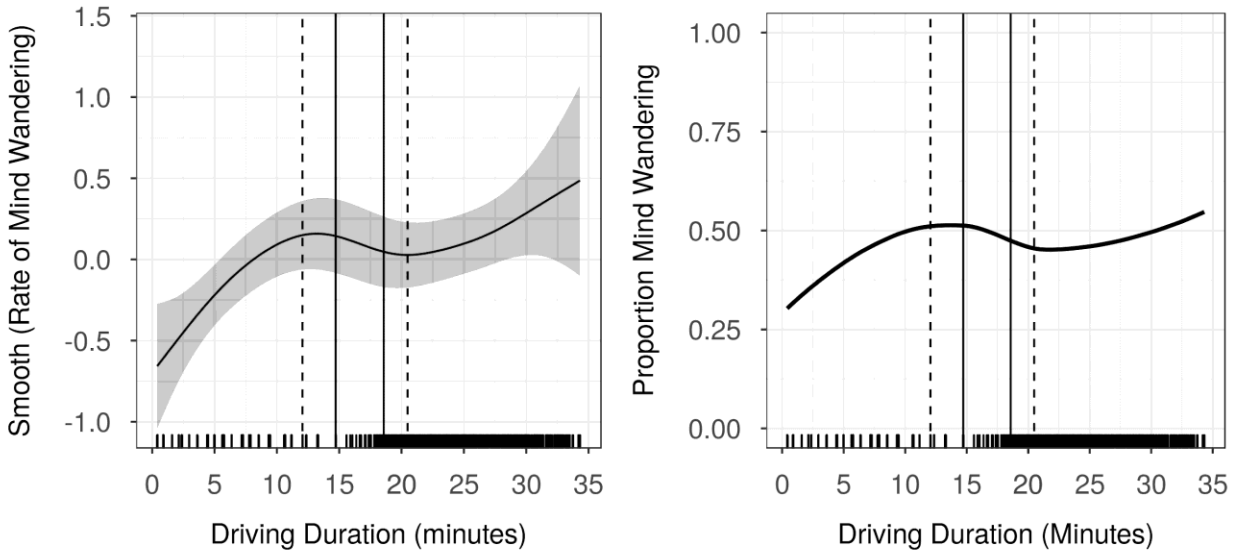 Smooth (Rate of Mind Wandering)
1.5
1.0
0.5
0.0
-0.5
-1.0
0 5 10 15 20 25 30 35
Driving Duration (minutes)
Proportion Mind Wandering
1.00
0.75
0.50
0.25
0.00
0 5 10 15 20 25 30 35
Driving Duration (Minutes)